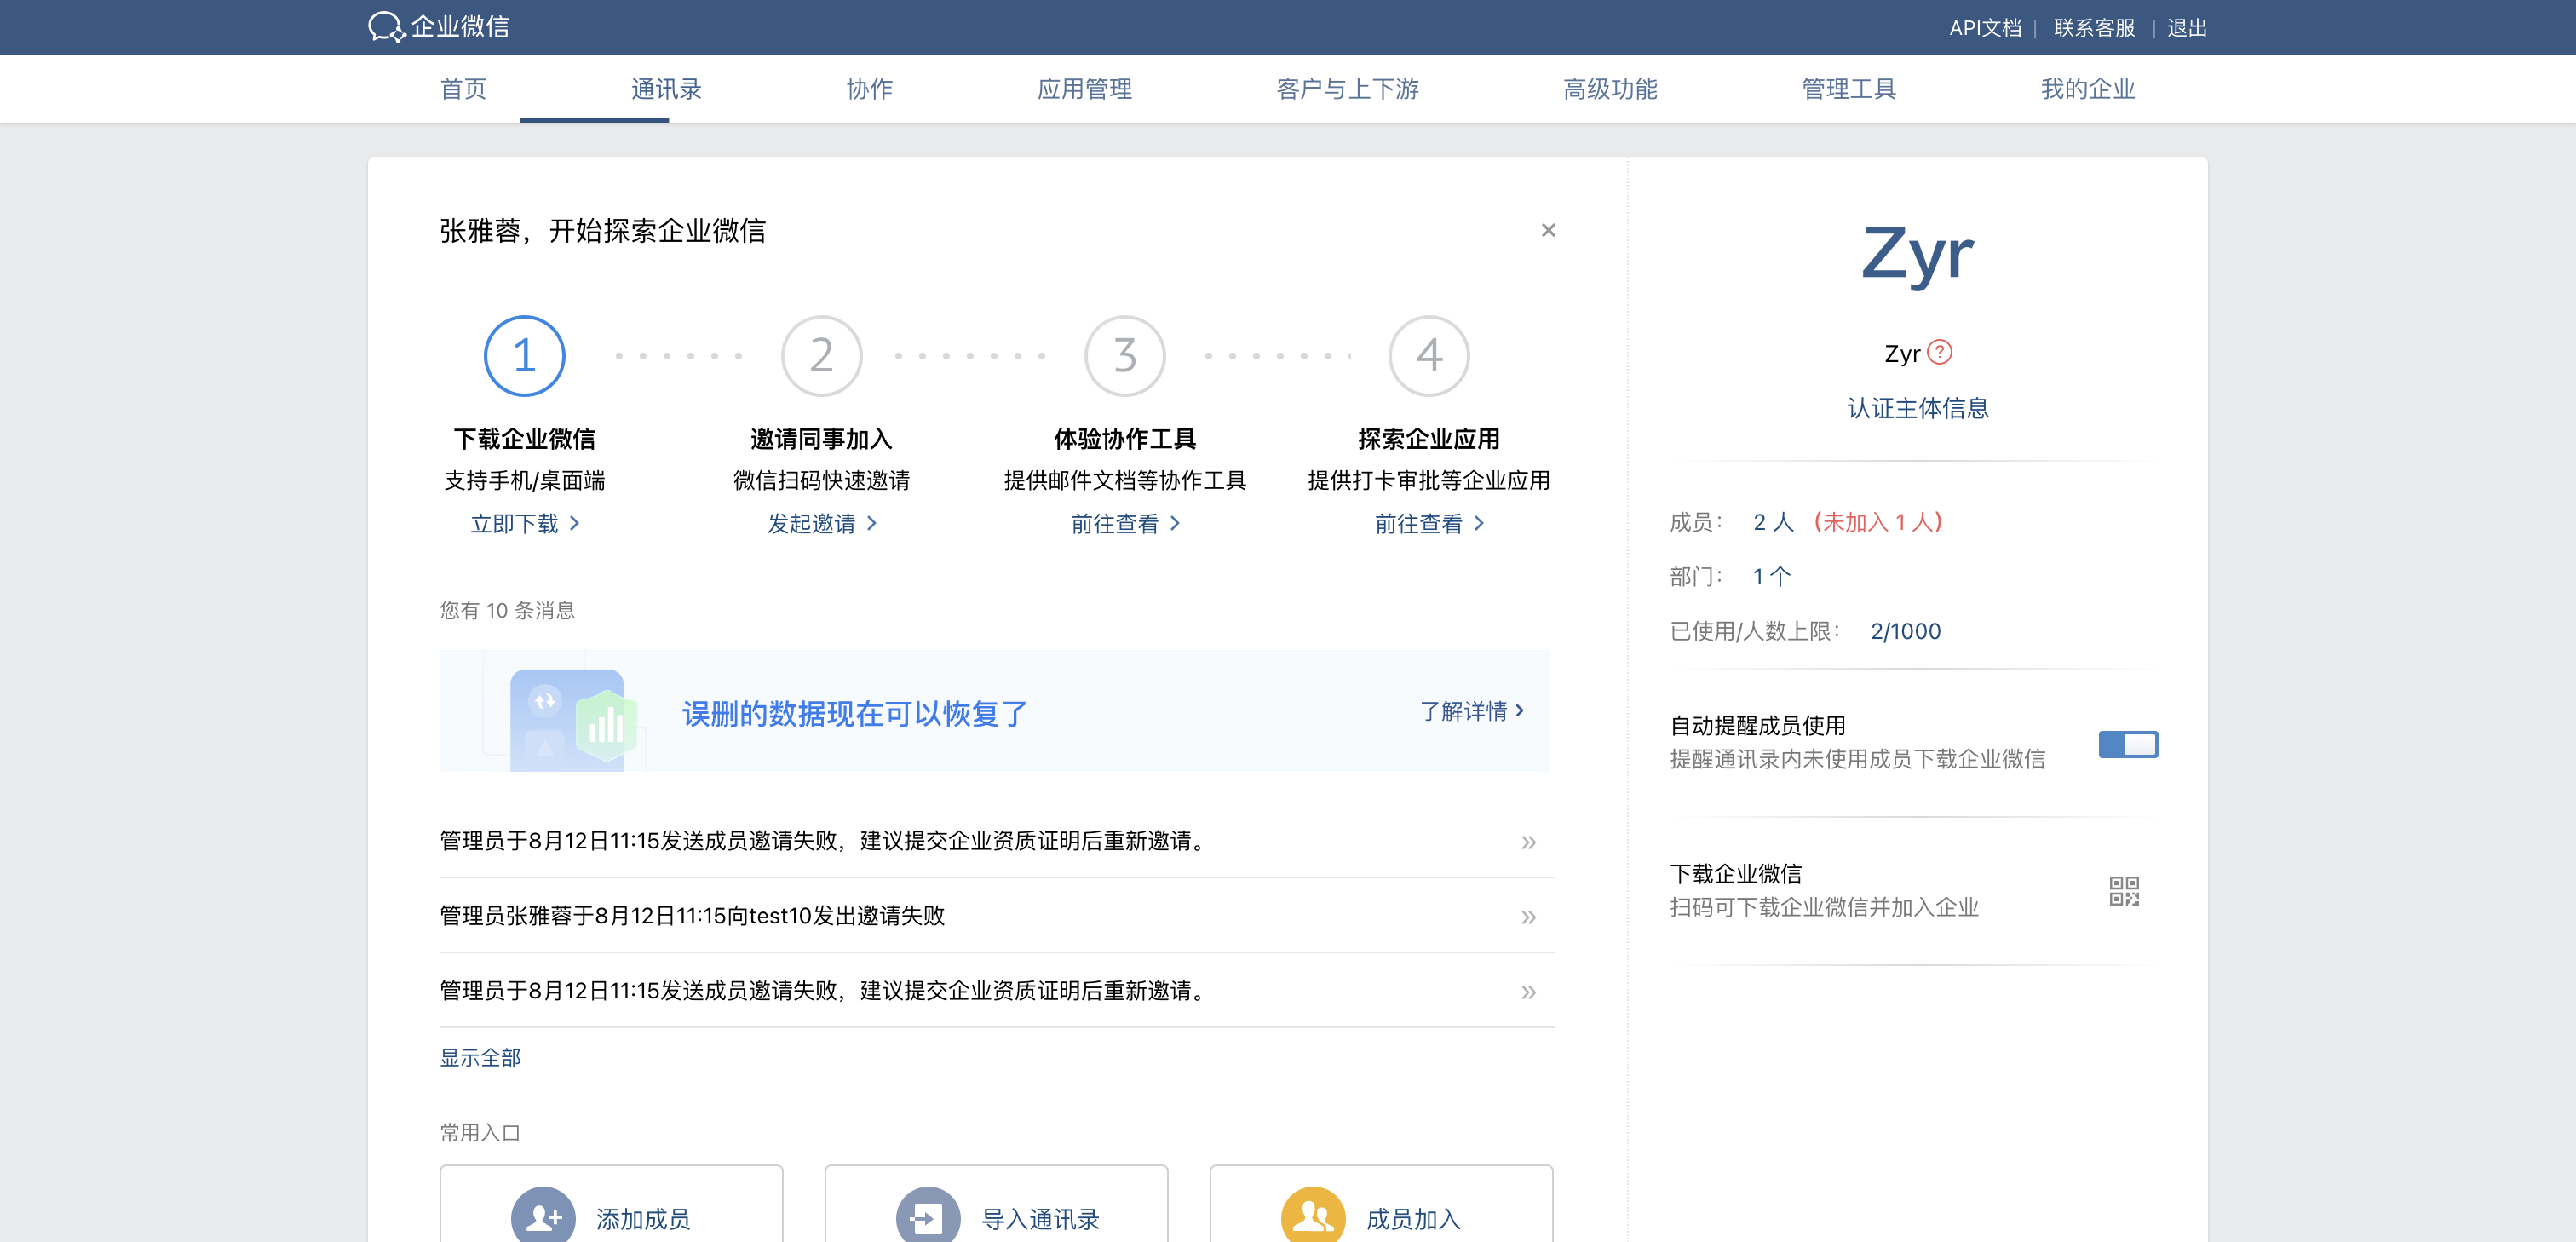 企业微信
API文档 | 联系客服 | 退出
首页 通讯录 协作 应用管理 客户与上下游 高级功能 管理工具 我的企业
张雅蓉，开始探索企业微信
1 2 3 4
下载企业微信 邀请同事加入 体验协作工具 探索企业应用
支持手机/桌面端 微信扫码快速邀请 提供邮件文档等协作工具 提供打卡审批等企业应用
立即下载 发起邀请 前往查看 前往查看
您有 10 条消息
误删的数据现在可以恢复了 了解详情
管理员于8月12日11:15发送成员邀请失败，建议提交企业资质证明后重新邀请。
管理员张雅蓉于8月12日11:15向test10发出邀请失败
管理员于8月12日11:15发送成员邀请失败，建议提交企业资质证明后重新邀请。
显示全部
常用入口
添加成员 导入通讯录 成员加入
Zyr
Zyr ?
认证主体信息
成员： 2 人 （未加入 1 人）
部门： 1 个
已使用/人数上限： 2/1000
自动提醒成员使用
提醒通讯录内未使用成员下载企业微信
下载企业微信
扫码可下载企业微信并加入企业